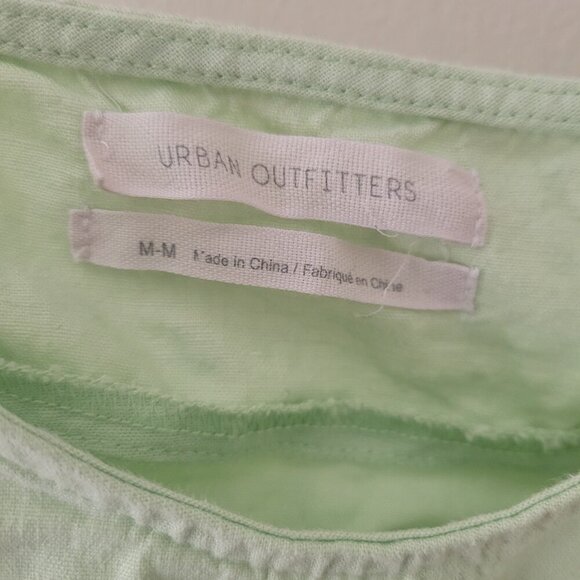 URBAN OUTFITTERS
M-M Made in China / Fabriqué en Chine